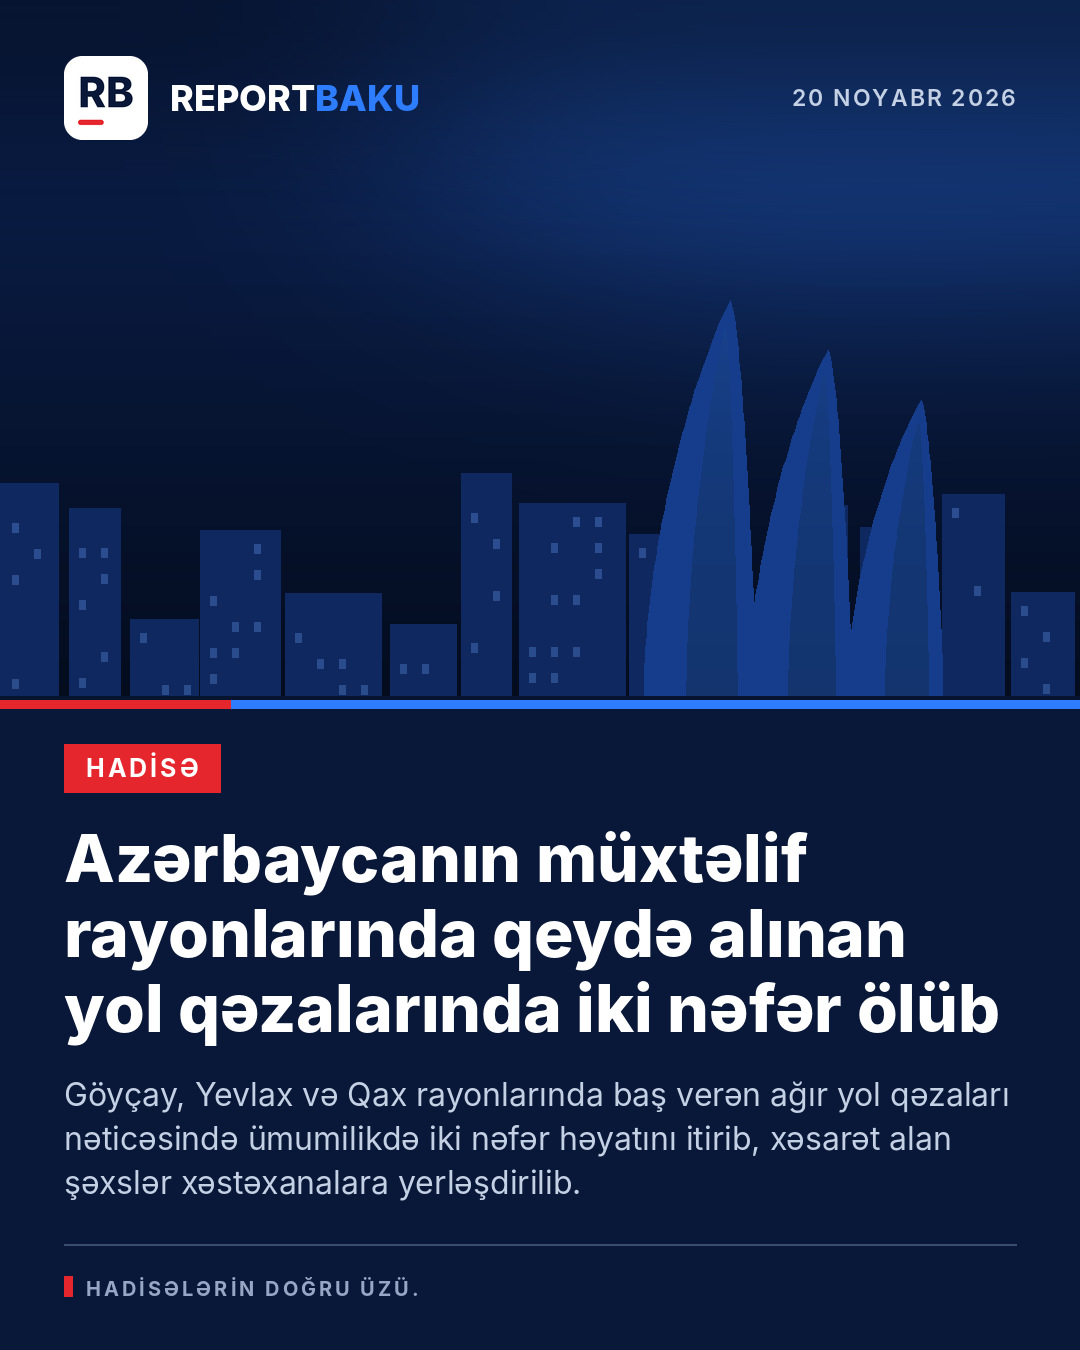 RB
REPORTBAKU
20 NOYABR 2026
HADİSƏ
Azərbaycanın müxtəlif
rayonlarında qeydə alınan
yol qəzalarında iki nəfər ölüb
Göyçay, Yevlax və Qax rayonlarında baş verən ağır yol qəzaları
nəticəsində ümumilikdə iki nəfər həyatını itirib, xəsarət alan
şəxslər xəstəxanalara yerləşdirilib.
HADİSƏLƏRİN DOĞRU ÜZÜ.